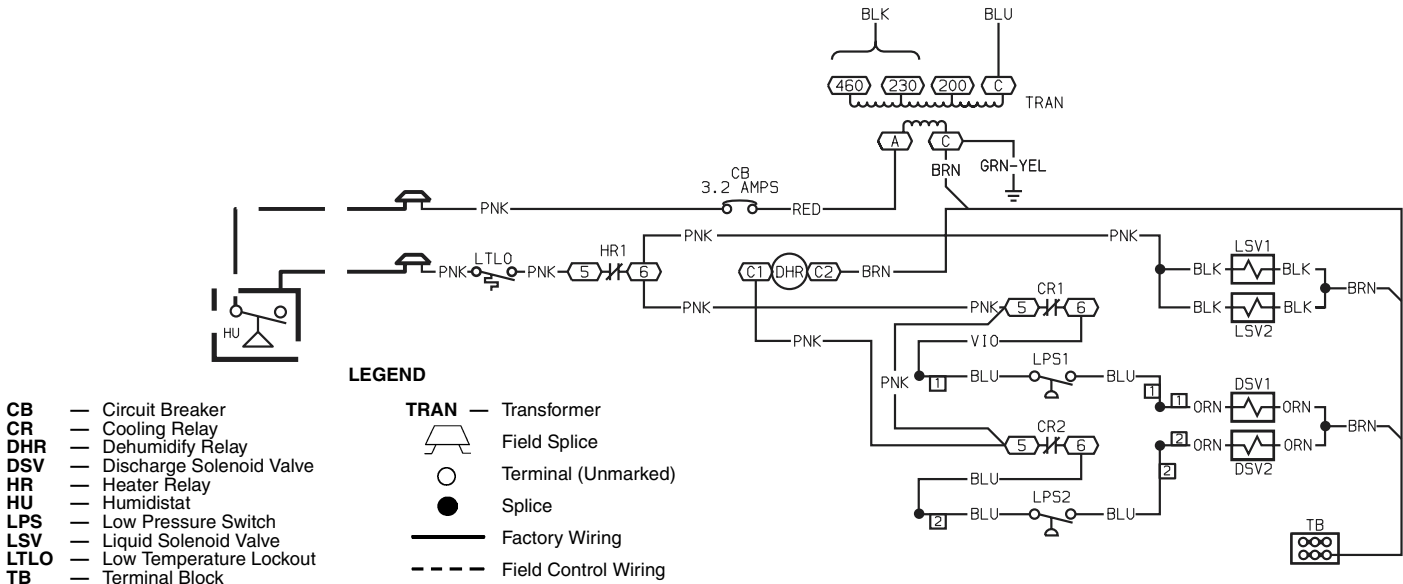 BLK BLU
460 230 200 C
TRAN
A C
BRN GRN-YEL
CB
3.2 AMPS
PNK RED
PNK PNK
LTLO HR1 LSV1
PNK PNK 5 6 C1 DHR C2 BRN BLK BLK
BRN
CR1
PNK PNK 5 6 BLK BLK
LSV2
HU
PNK VIO
LPS1
PNK 1 BLU BLU 1 DSV1
1 ORN ORN
BRN
CR2 2
5 6 ORN ORN
2 DSV2
BLU
LPS2
2 BLU BLU
TB
LEGEND
CB — Circuit Breaker
CR — Cooling Relay
DHR — Dehumidify Relay
DSV — Discharge Solenoid Valve
HR — Heater Relay
HU — Humidistat
LPS — Low Pressure Switch
LSV — Liquid Solenoid Valve
LTLO — Low Temperature Lockout
TB — Terminal Block
TRAN — Transformer
Field Splice
Terminal (Unmarked)
Splice
Factory Wiring
Field Control Wiring